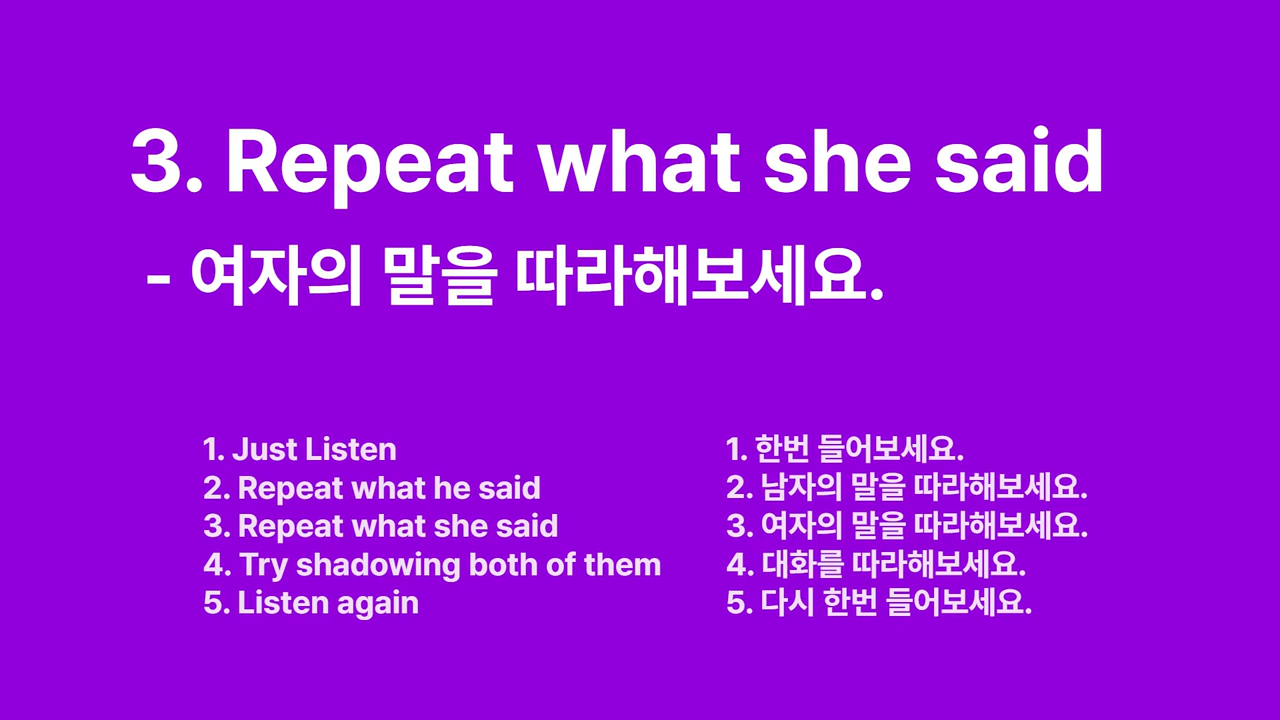 3. Repeat what she said
- 여자의 말을 따라해보세요.
1. Just Listen
2. Repeat what he said
3. Repeat what she said
4. Try shadowing both of them
5. Listen again
1. 한번 들어보세요.
2. 남자의 말을 따라해보세요.
3. 여자의 말을 따라해보세요.
4. 대화를 따라해보세요.
5. 다시 한번 들어보세요.